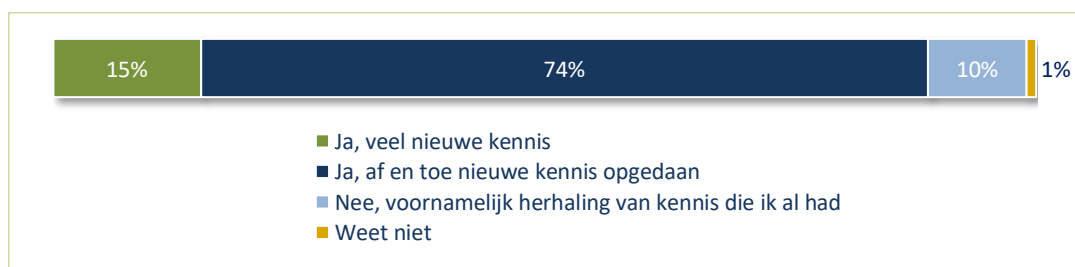 15% 74% 10% 1%
Ja, veel nieuwe kennis
Ja, af en toe nieuwe kennis opgedaan
Nee, voornamelijk herhaling van kennis die ik al had
Weet niet